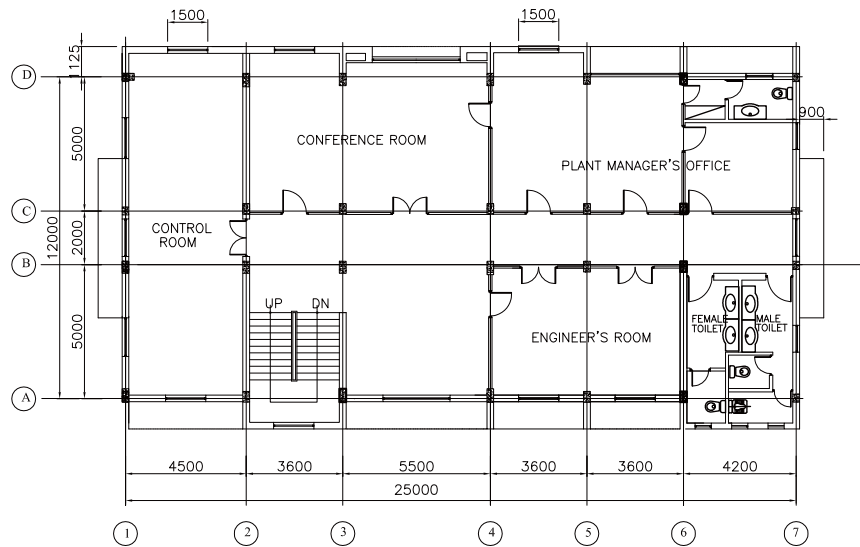 1500
1500
1125
D
5000
CONFERENCE ROOM
900
PLANT MANAGER'S OFFICE
C
12000
2000
CONTROL
ROOM
B
5000
UP
DN
FEMALE
TOILET
MALE
TOILET
ENGINEER'S ROOM
A
4500
3600
5500
3600
3600
4200
25000
1
2
3
4
5
6
7